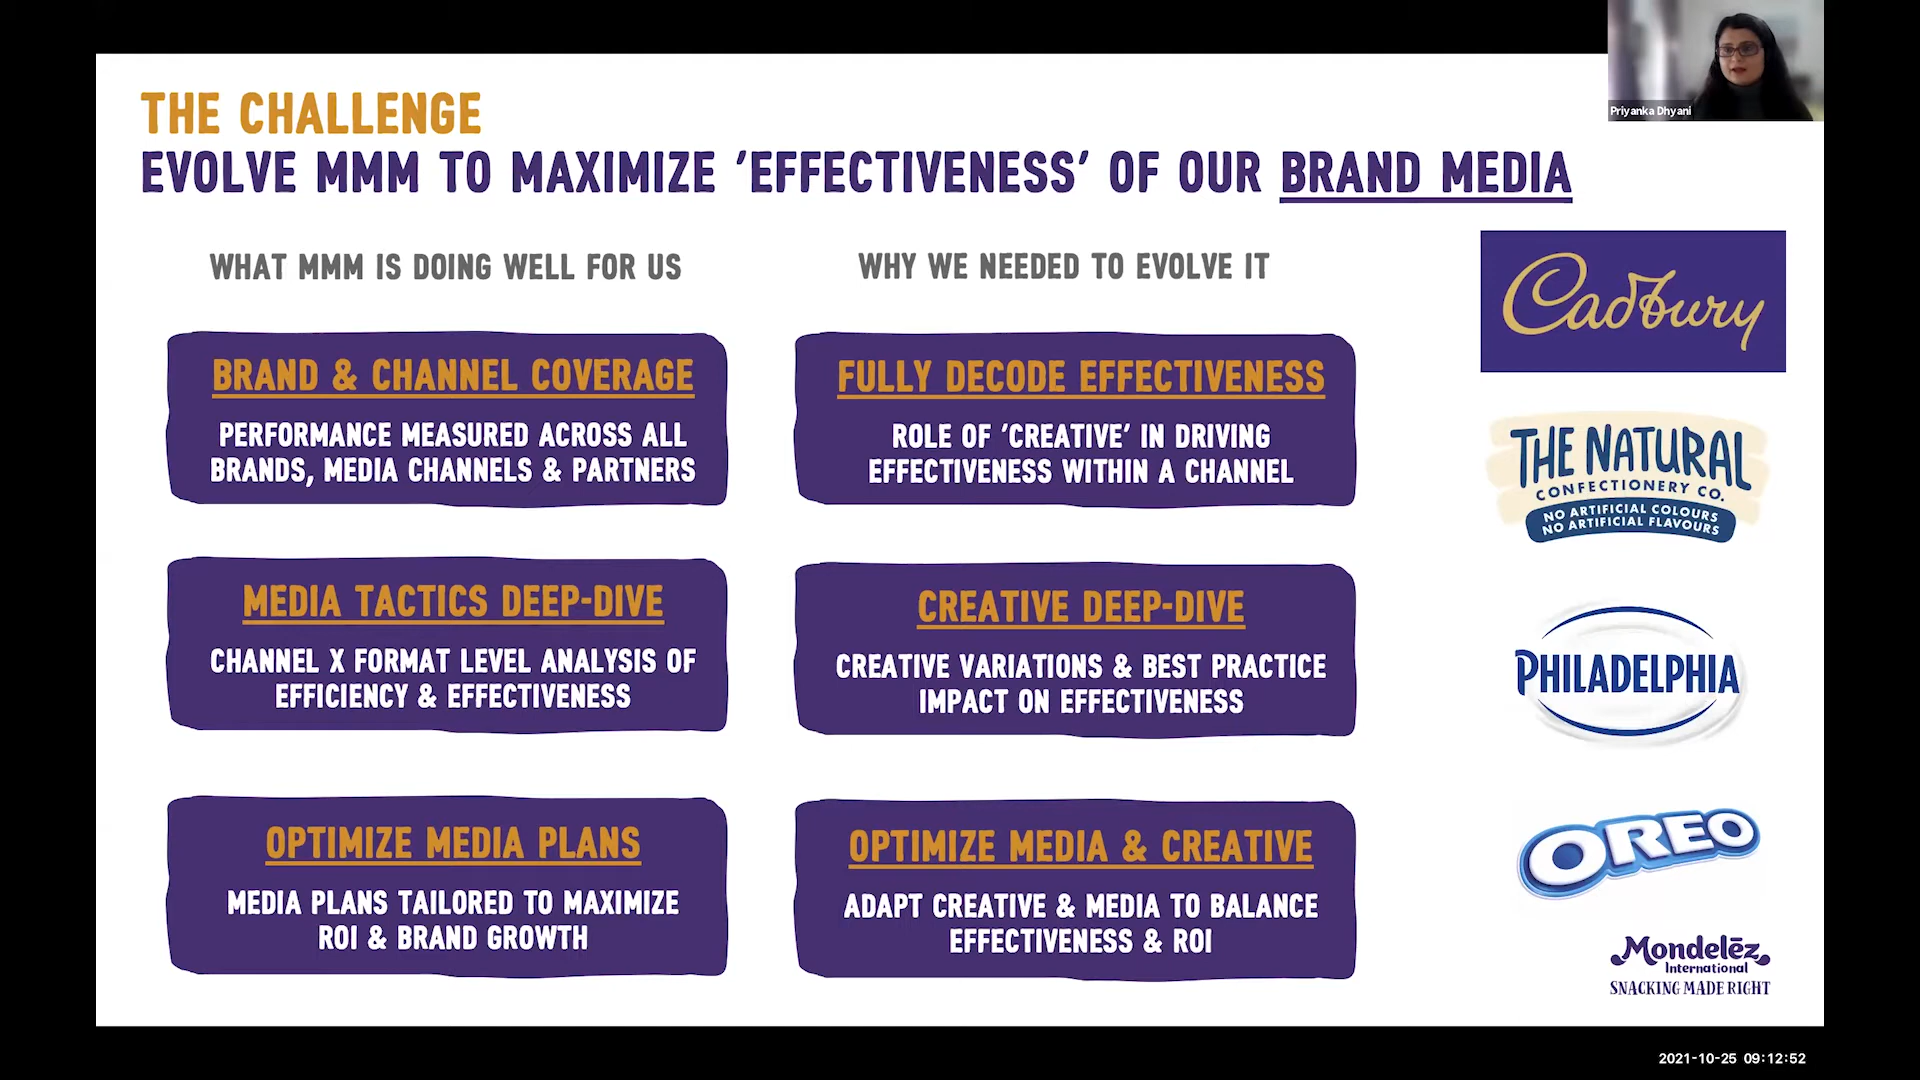 Priyanka Dhyani
THE CHALLENGE
EVOLVE MMM TO MAXIMIZE ’EFFECTIVENESS’ OF OUR BRAND MEDIA
WHAT MMM IS DOING WELL FOR US
BRAND & CHANNEL COVERAGE
PERFORMANCE MEASURED ACROSS ALL
BRANDS, MEDIA CHANNELS & PARTNERS
MEDIA TACTICS DEEP-DIVE
CHANNEL X FORMAT LEVEL ANALYSIS OF
EFFICIENCY & EFFECTIVENESS
OPTIMIZE MEDIA PLANS
MEDIA PLANS TAILORED TO MAXIMIZE
ROI & BRAND GROWTH
WHY WE NEEDED TO EVOLVE IT
FULLY DECODE EFFECTIVENESS
ROLE OF ’CREATIVE’ IN DRIVING
EFFECTIVENESS WITHIN A CHANNEL
CREATIVE DEEP-DIVE
CREATIVE VARIATIONS & BEST PRACTICE
IMPACT ON EFFECTIVENESS
OPTIMIZE MEDIA & CREATIVE
ADAPT CREATIVE & MEDIA TO BALANCE
EFFECTIVENESS & ROI
Cadbury
THE NATURAL
CONFECTIONERY CO.
NO ARTIFICIAL COLOURS
NO ARTIFICIAL FLAVOURS
PHILADELPHIA
OREO
Mondelēz
International
SNACKING MADE RIGHT
2021-10-25 09:12:52